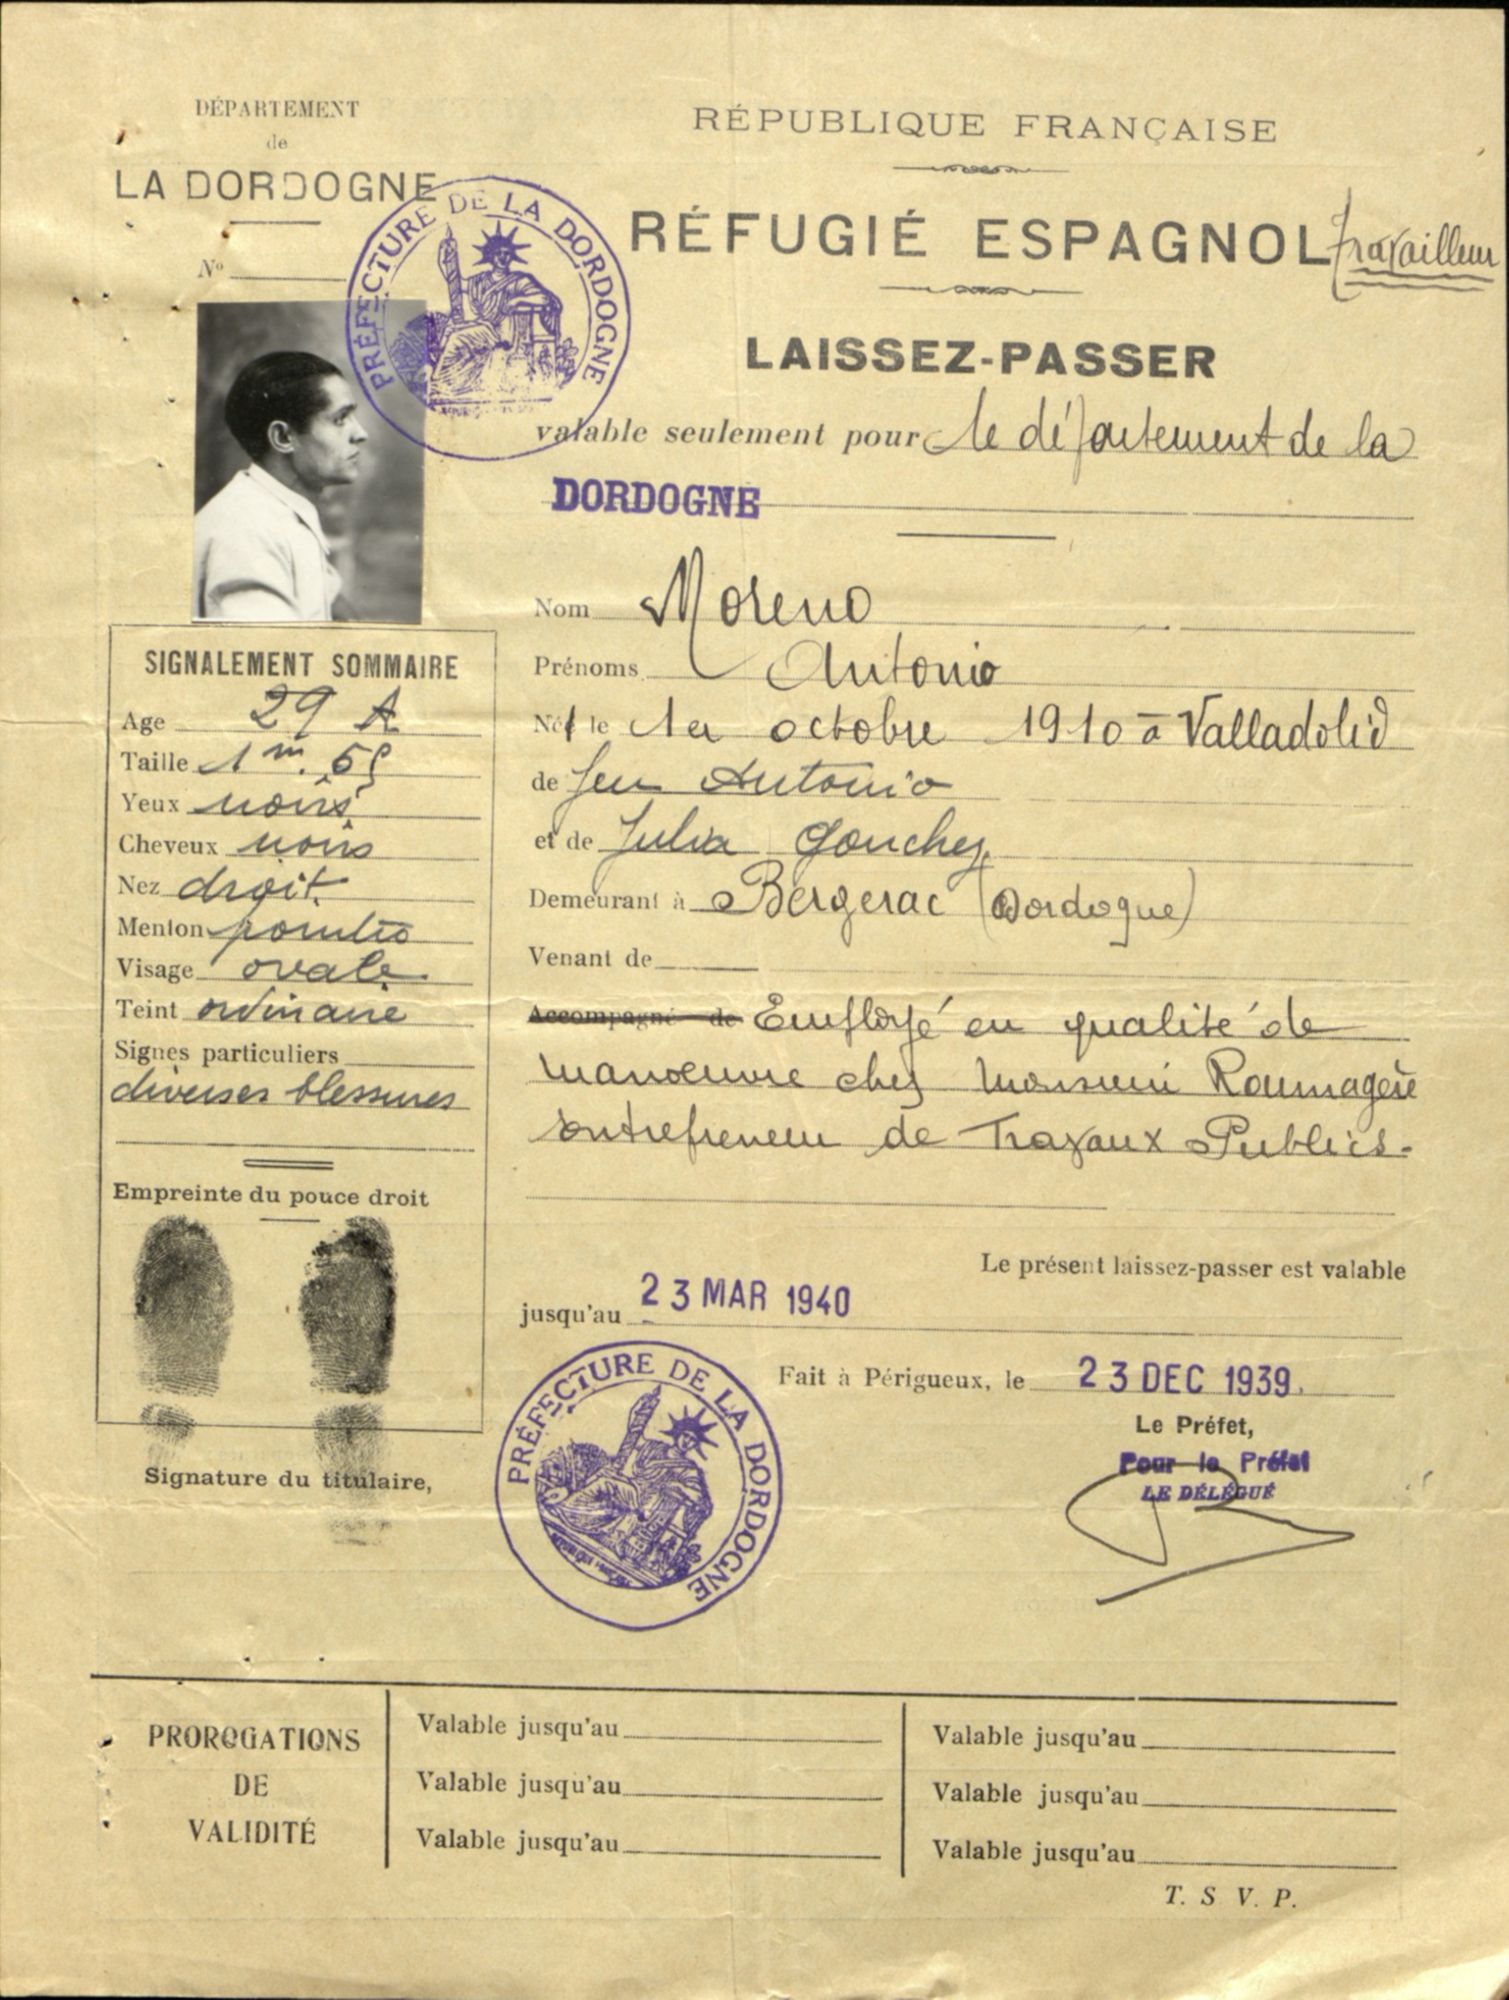 DÉPARTEMENT
de
LA DORDOGNE
Nº
RÉPUBLIQUE FRANÇAISE
RÉFUGIÉ ESPAGNOL travailleur
PRÉFECTURE DE LA DORDOGNE
LAISSEZ-PASSER
valable seulement pour le département de la
DORDOGNE
Nom Moreno
Prénoms Antonio
Né le 1er octobre 1910 à Valladolid
de feu Antonio
et de Julia
Demeurant à Bergerac (Dordogne)
Venant de
Accompagné de Employé en qualité de
manoeuvre chez Monsieur Roumagère
entrepreneur de Travaux Publics.
SIGNALEMENT SOMMAIRE
Age 29 A
Taille 1 m. 65
Yeux noirs
Cheveux noirs
Nez droit
Menton pointu
Visage ovale
Teint ordinaire
Signes particuliers
diverses blessures
Empreinte du pouce droit
Signature du titulaire,
Le présent laissez-passer est valable
jusqu'au 23 MAR 1940
Fait à Périgueux, le 23 DEC 1939
Le Préfet,
Pour le Préfet
LE DÉLÉGUÉ
PRÉFECTURE DE LA DORDOGNE
PROROGATIONS
DE
VALIDITÉ
Valable jusqu'au
Valable jusqu'au
Valable jusqu'au
Valable jusqu'au
Valable jusqu'au
Valable jusqu'au
T. S. V. P.